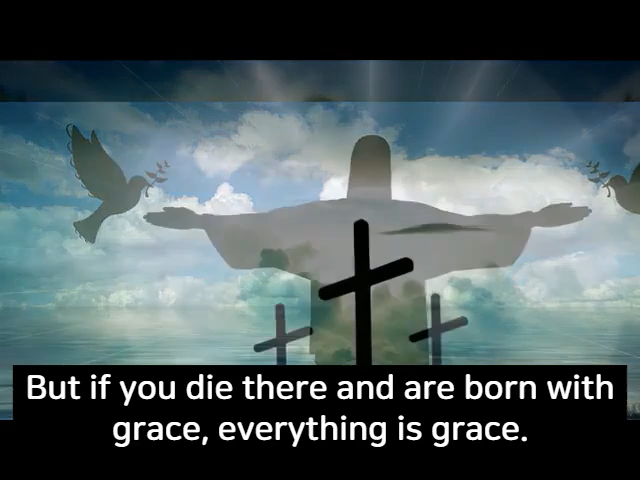 But if you die there and are born with
grace, everything is grace.